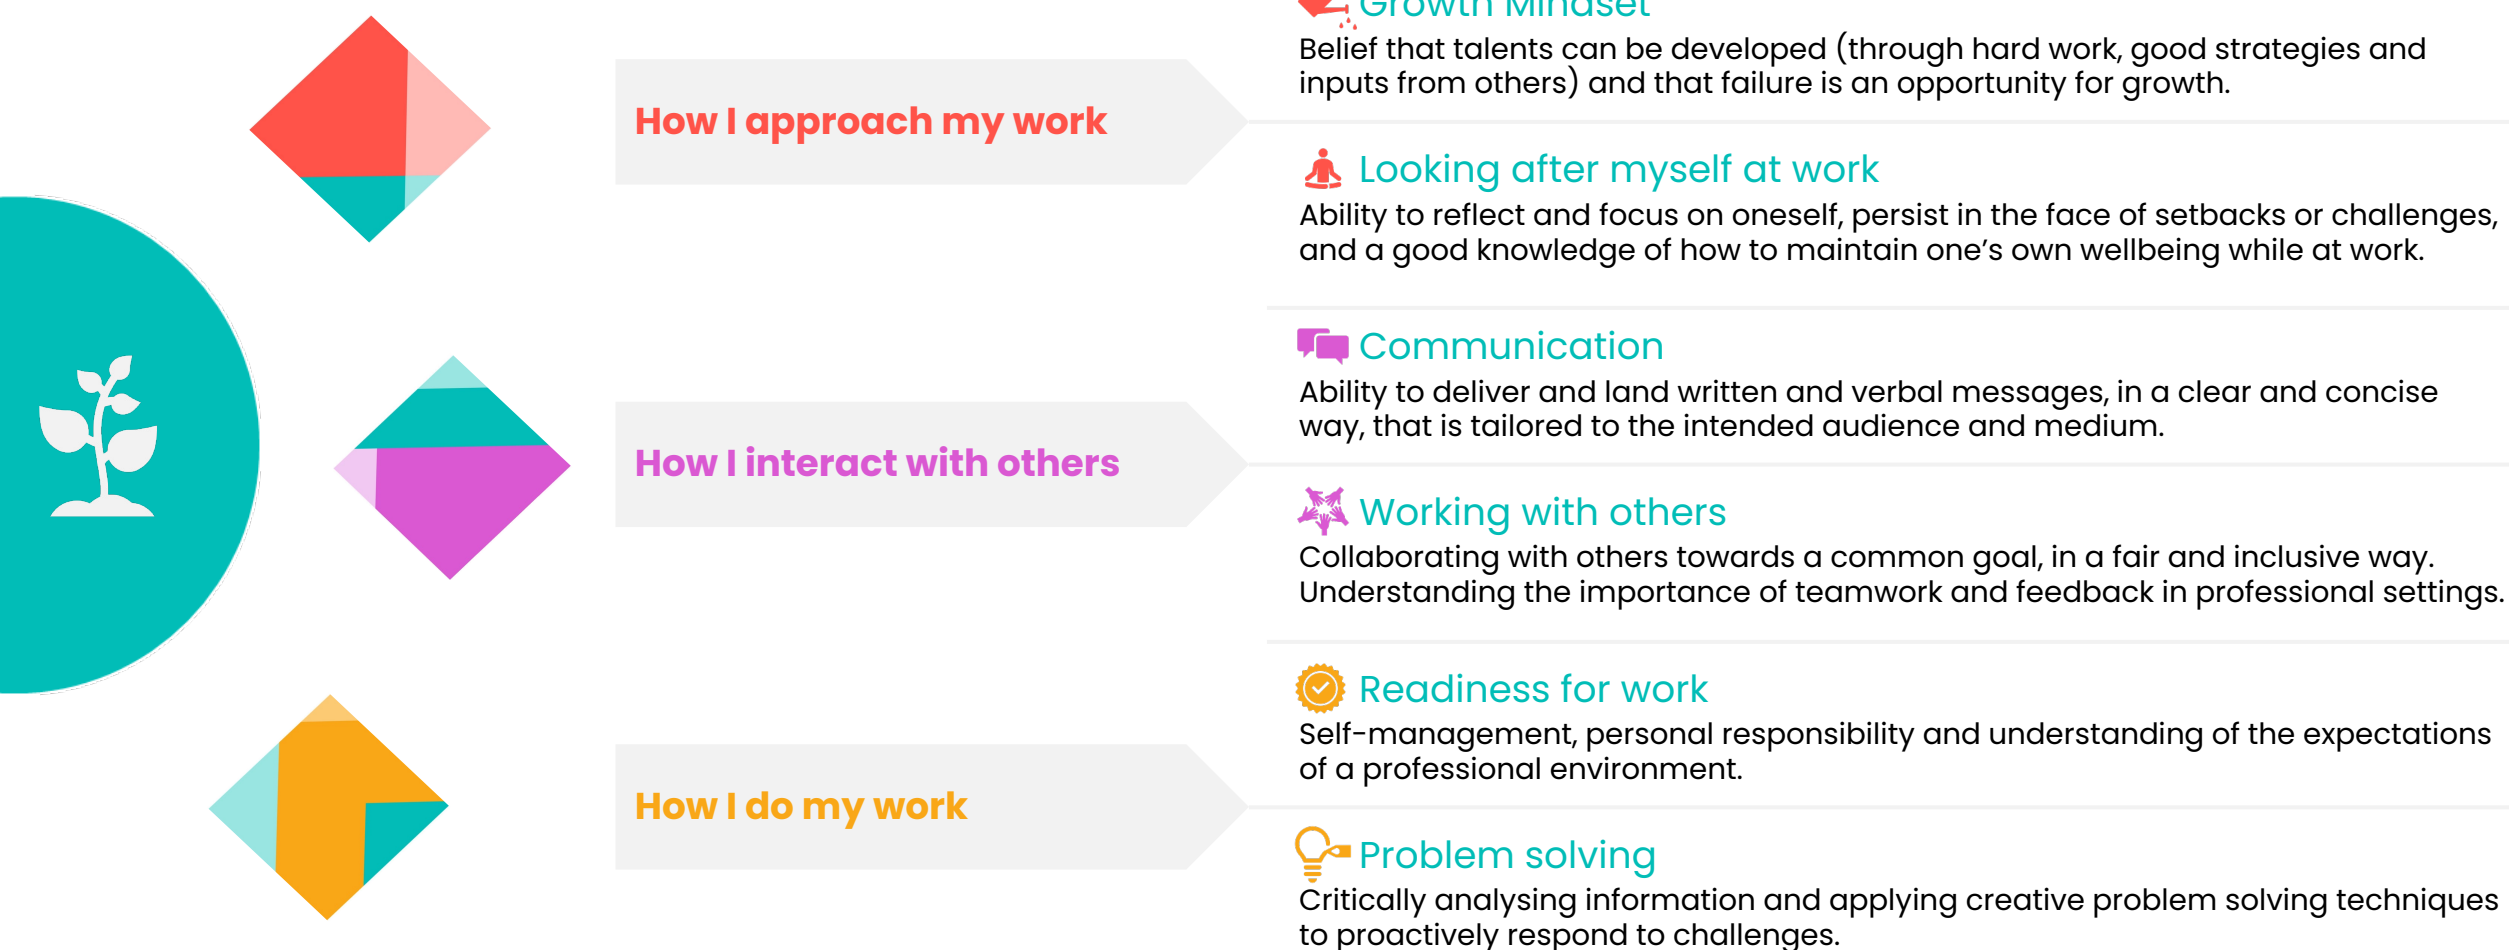 How I approach my work
Growth Mindset
Belief that talents can be developed (through hard work, good strategies and
inputs from others) and that failure is an opportunity for growth.
Looking after myself at work
Ability to reflect and focus on oneself, persist in the face of setbacks or challenges,
and a good knowledge of how to maintain one’s own wellbeing while at work.
How I interact with others
Communication
Ability to deliver and land written and verbal messages, in a clear and concise
way, that is tailored to the intended audience and medium.
Working with others
Collaborating with others towards a common goal, in a fair and inclusive way.
Understanding the importance of teamwork and feedback in professional settings.
How I do my work
Readiness for work
Self-management, personal responsibility and understanding of the expectations
of a professional environment.
Problem solving
Critically analysing information and applying creative problem solving techniques
to proactively respond to challenges.